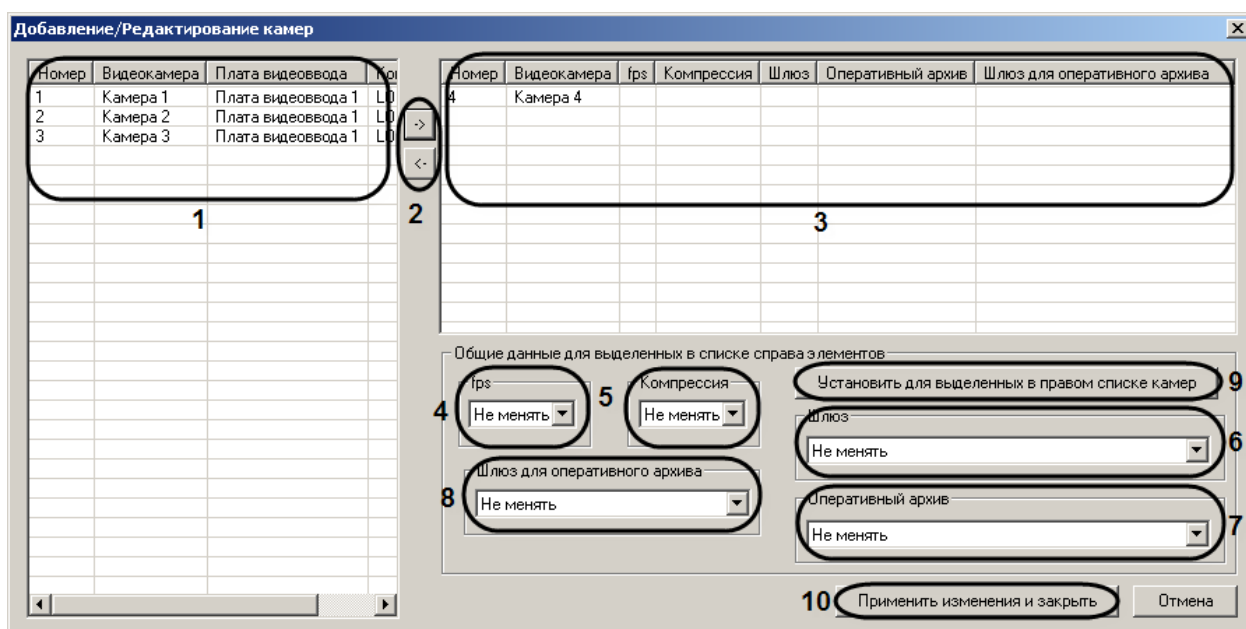 Добавление/Редактирование камер
Номер Видеокамера Плата видеоввода
1 Камера 1 Плата видеоввода 1 L0
2 Камера 2 Плата видеоввода 1 L0
3 Камера 3 Плата видеоввода 1 L0
1
-> 
<-
2
Номер Видеокамера fps Компрессия Шлюз Оперативный архив Шлюз для оперативного архива
4 Камера 4
3
Общие данные для выделенных в списке справа элементов
fps
4 Не менять
Компрессия
5 Не менять
Установить для выделенных в правом списке камер 9
Шлюз
Не менять 6
Шлюз для оперативного архива
8 Не менять
Оперативный архив
Не менять 7
10 Применить изменения и закрыть Отмена